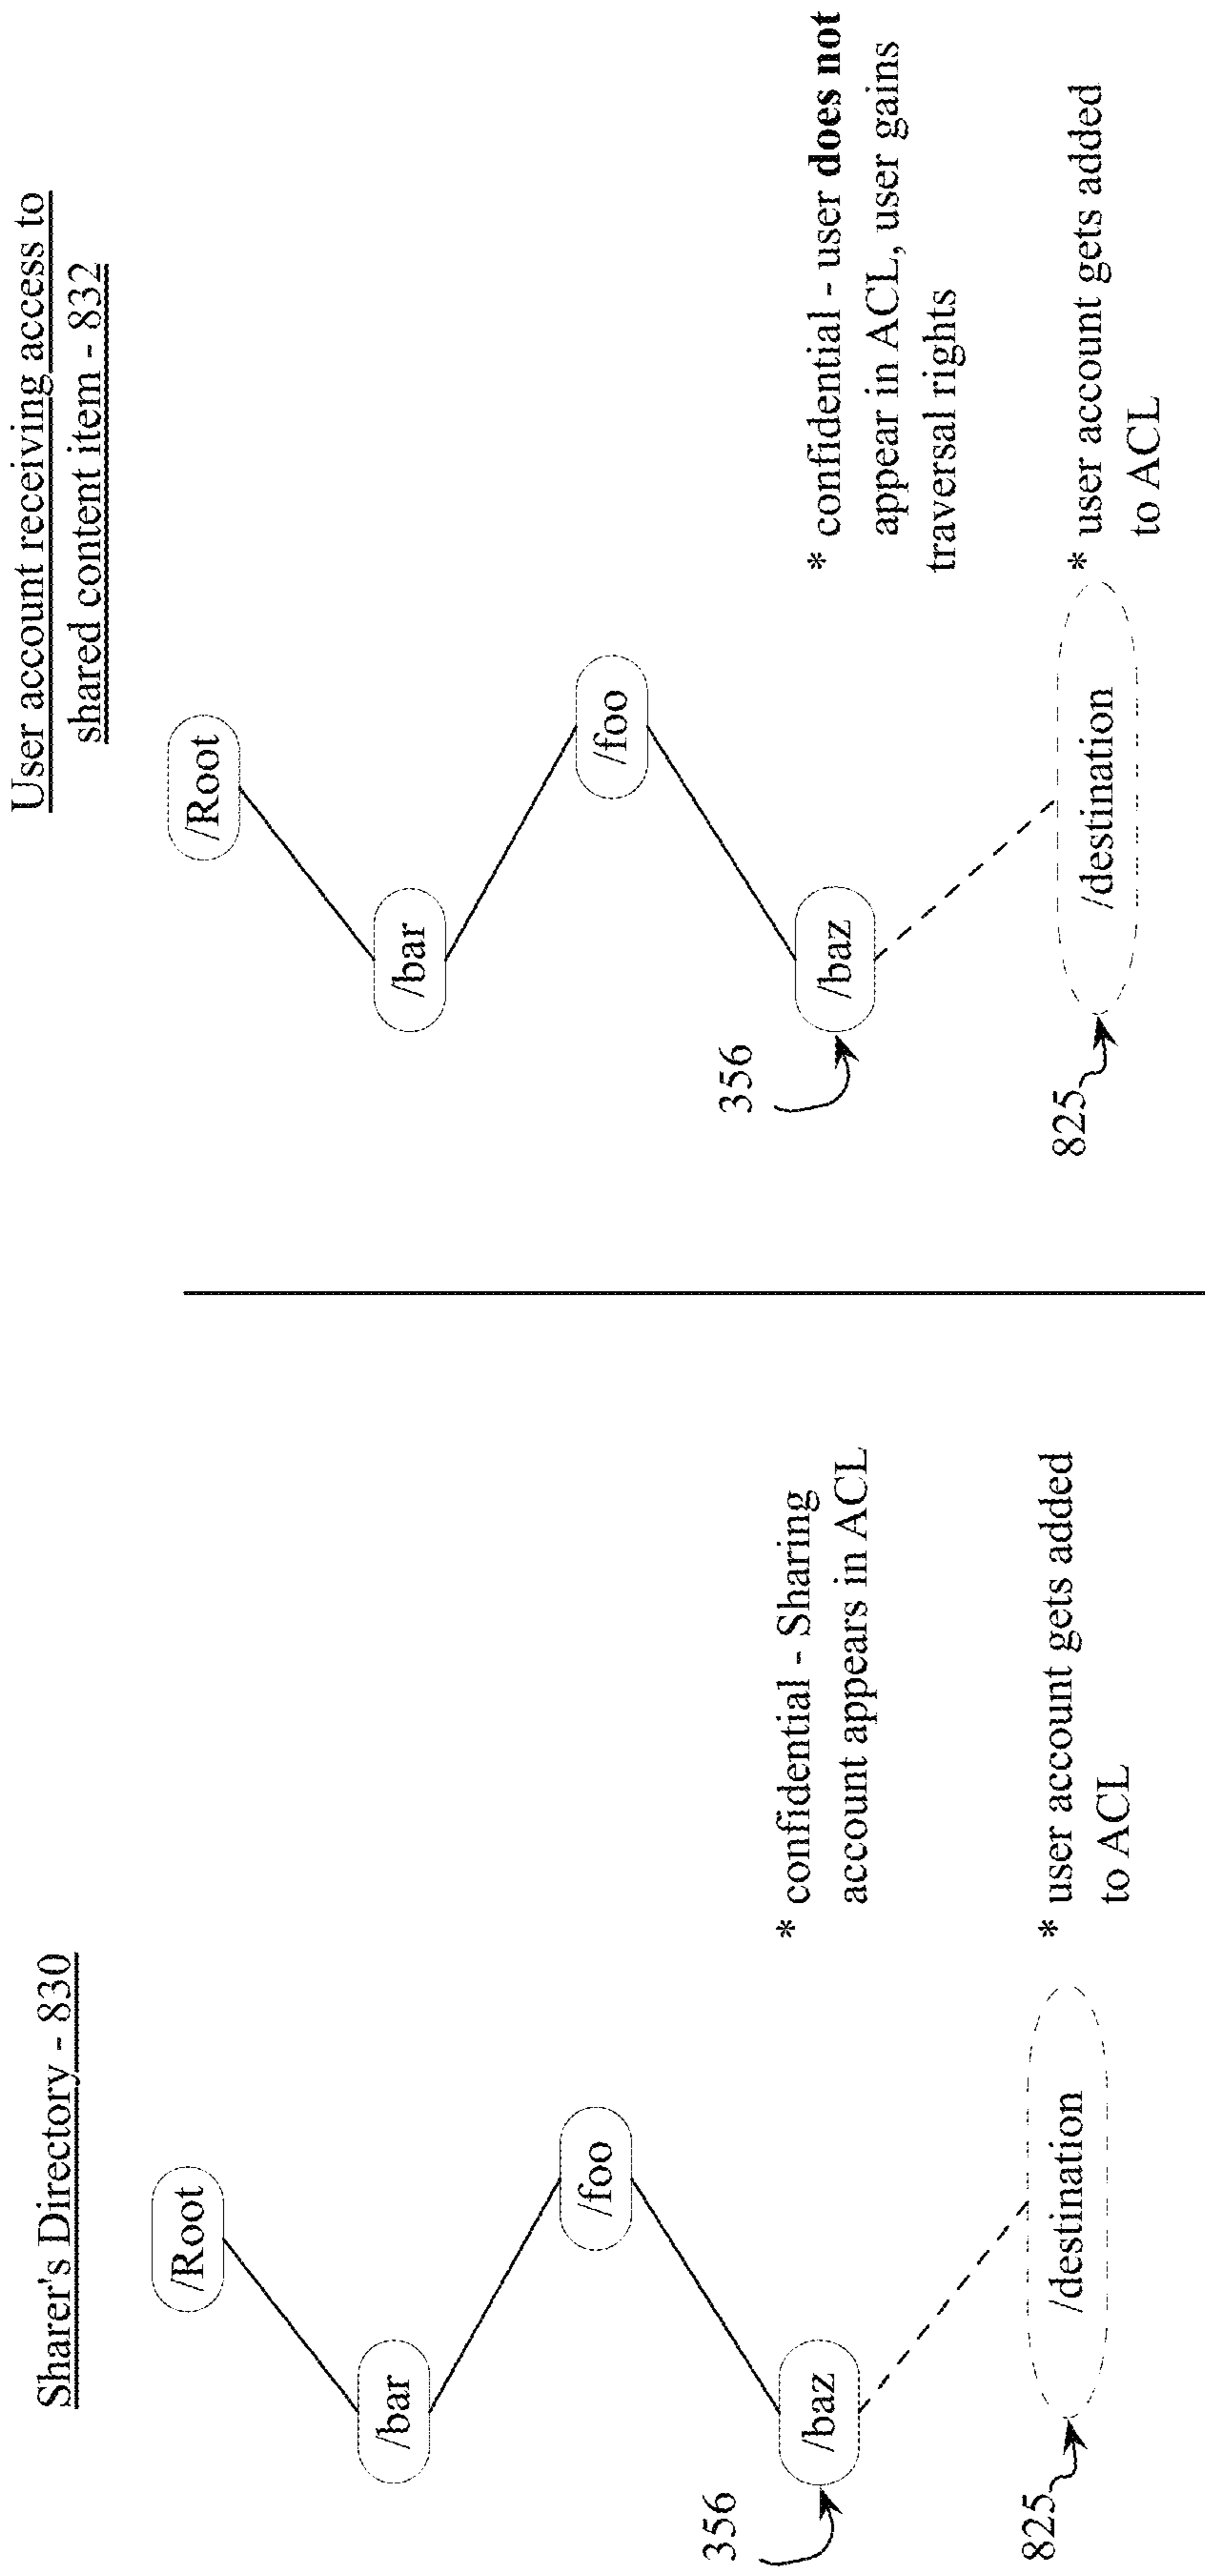 Sharer's Directory - 830
/Root
/bar
/foo
356
/baz
* confidential - Sharing
account appears in ACL
825
/destination
* user account gets added
to ACL
User account receiving access to
shared content item - 832
/Root
/bar
/foo
356
/baz
* confidential - user does not
appear in ACL, user gains
traversal rights
825
/destination
* user account gets added
to ACL